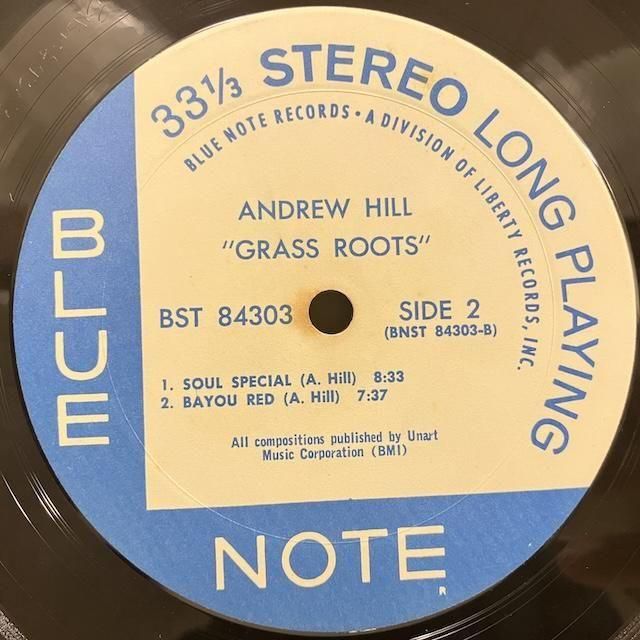 33 1/3 STEREO LONG PLAYING
BLUE NOTE RECORDS • A DIVISION OF LIBERTY RECORDS, INC.
ANDREW HILL
"GRASS ROOTS"
BST 84303
SIDE 2
(BNST 84303-B)
1. SOUL SPECIAL (A. Hill) 8:33
2. BAYOU RED (A. Hill) 7:37
All compositions published by Unart
Music Corporation (BMI)
BLUE
NOTE
R